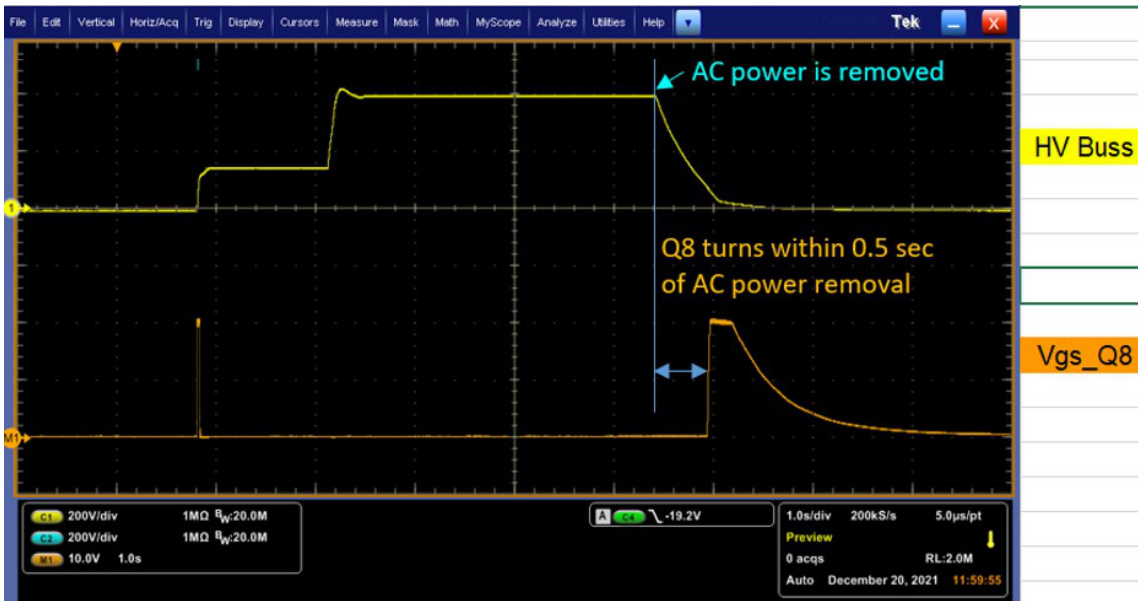 File Edit Vertical Horiz/Acq Trig Display Cursors Measure Mask Math MyScope Analyze Utilities Help Tek X
AC power is removed
HV Buss
1
Q8 turns within 0.5 sec
of AC power removal
Vgs_Q8
M1
C1 200V/div 1MΩ BW:20.0M
C2 200V/div 1MΩ BW:20.0M
M1 10.0V 1.0s
A C4 -19.2V
1.0s/div 200kS/s 5.0µs/pt
Preview
0 acqs RL:2.0M
Auto December 20, 2021 11:59:55